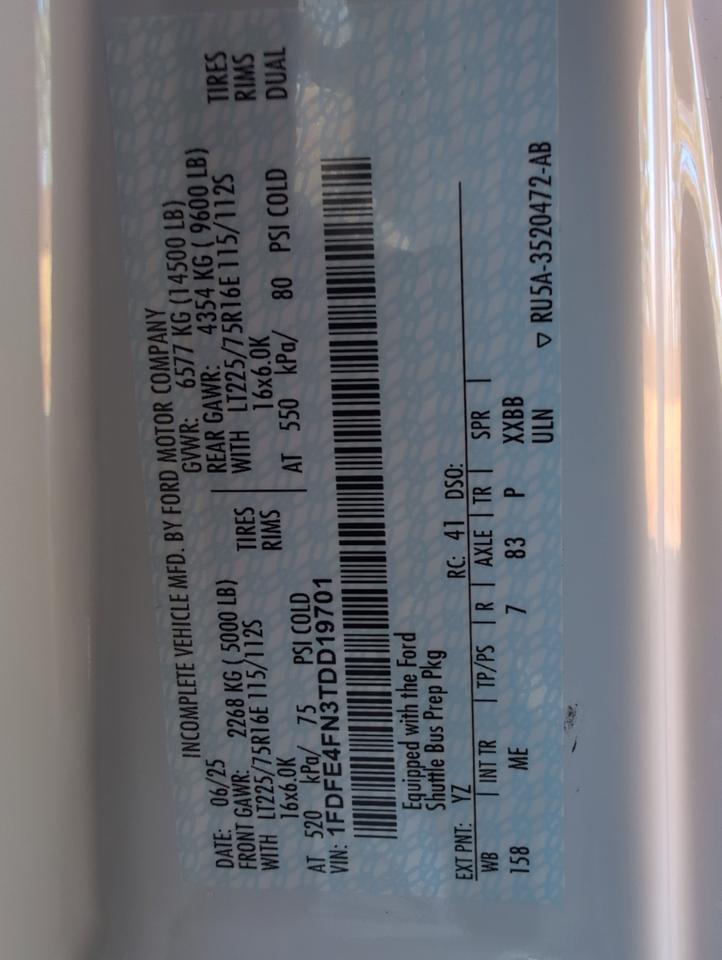 INCOMPLETE VEHICLE MFD. BY FORD MOTOR COMPANY
DATE: 06/25 GVWR: 6577 KG (14500 LB)
FRONT GAWR: 2268 KG ( 5000 LB) REAR GAWR: 4354 KG ( 9600 LB)
WITH LT225/75R16E 115/112S TIRES WITH LT225/75R16E 115/112S TIRES
16x6.0K RIMS 16x6.0K RIMS
AT 520 kPa/ 75 PSI COLD AT 550 kPa/ 80 PSI COLD DUAL
VIN: 1FDFE4FN3TDD19701
Equipped with the Ford
Shuttle Bus Prep Pkg
EXT PNT: YZ RC: 41 DSO:
WB | INT TR | TP/PS | R | AXLE | TR | SPR |
158 ME 7 83 P XXBB
ULN
▽ RU5A-3520472-AB